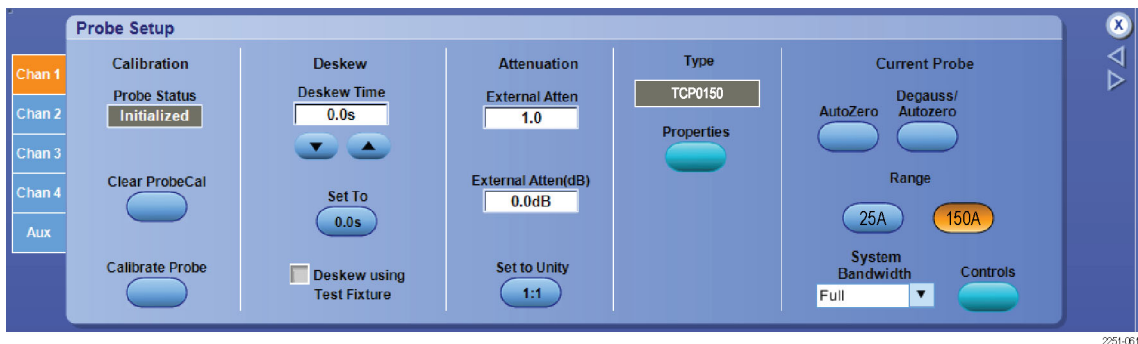 Probe Setup
X
Chan 1
Chan 2
Chan 3
Chan 4
Aux
Calibration
Probe Status
Initialized
Clear ProbeCal
Calibrate Probe
Deskew
Deskew Time
0.0s
Set To
0.0s
Deskew using
Test Fixture
Attenuation
External Atten
1.0
External Atten(dB)
0.0dB
Set to Unity
1:1
Type
TCP0150
Properties
Current Probe
AutoZero
Degauss/
Autozero
Range
25A
150A
System
Bandwidth
Full
Controls
2251-061